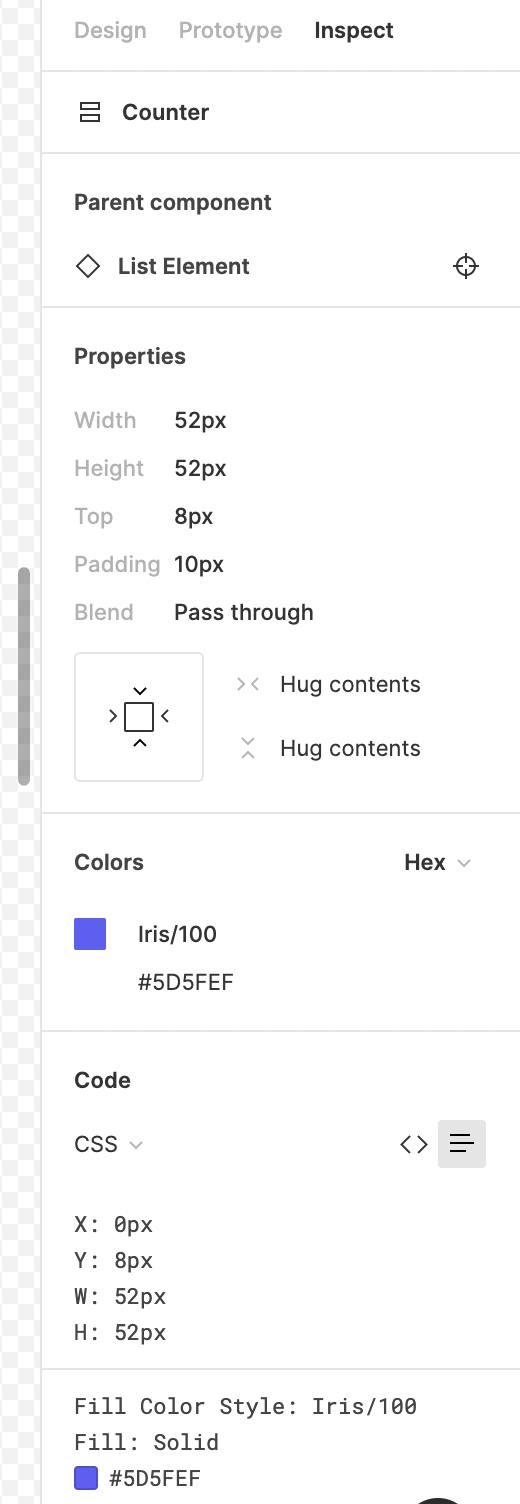 Design Prototype Inspect
Counter
Parent component
List Element
Properties
Width 52px
Height 52px
Top 8px
Padding 10px
Blend Pass through
Hug contents
Hug contents
Colors Hex
Iris/100
#5D5FEF
Code
CSS
X: 0px
Y: 8px
W: 52px
H: 52px
Fill Color Style: Iris/100
Fill: Solid
#5D5FEF